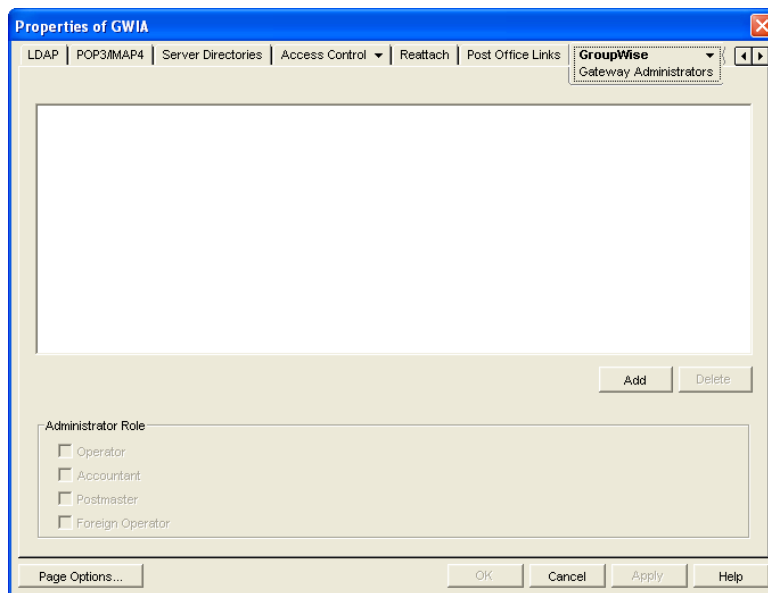 Properties of GWIA
LDAP POP3/IMAP4 Server Directories Access Control Reattach Post Office Links GroupWise
Gateway Administrators
Add Delete
Administrator Role
Operator
Accountant
Postmaster
Foreign Operator
Page Options... OK Cancel Apply Help